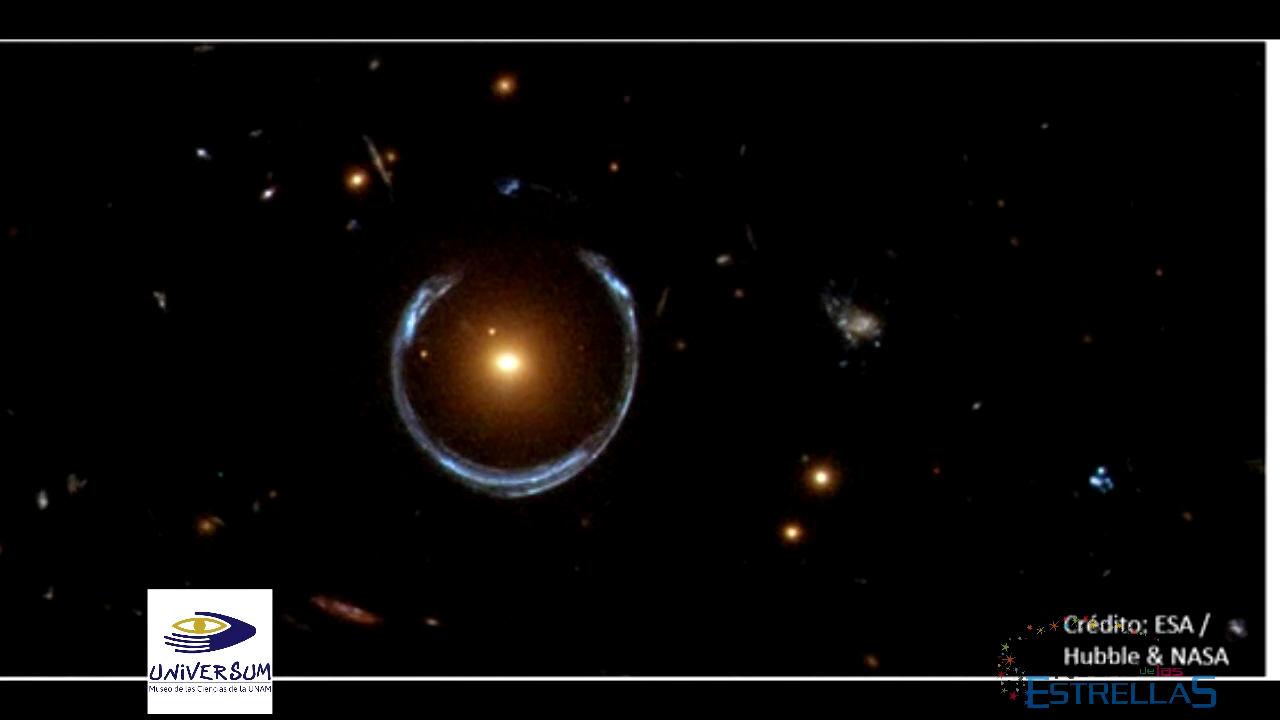 Crédito: ESA /
Hubble & NASA
UNiVERSUM
Museo de las Ciencias de la UNAM
de las
ESTRELLAS